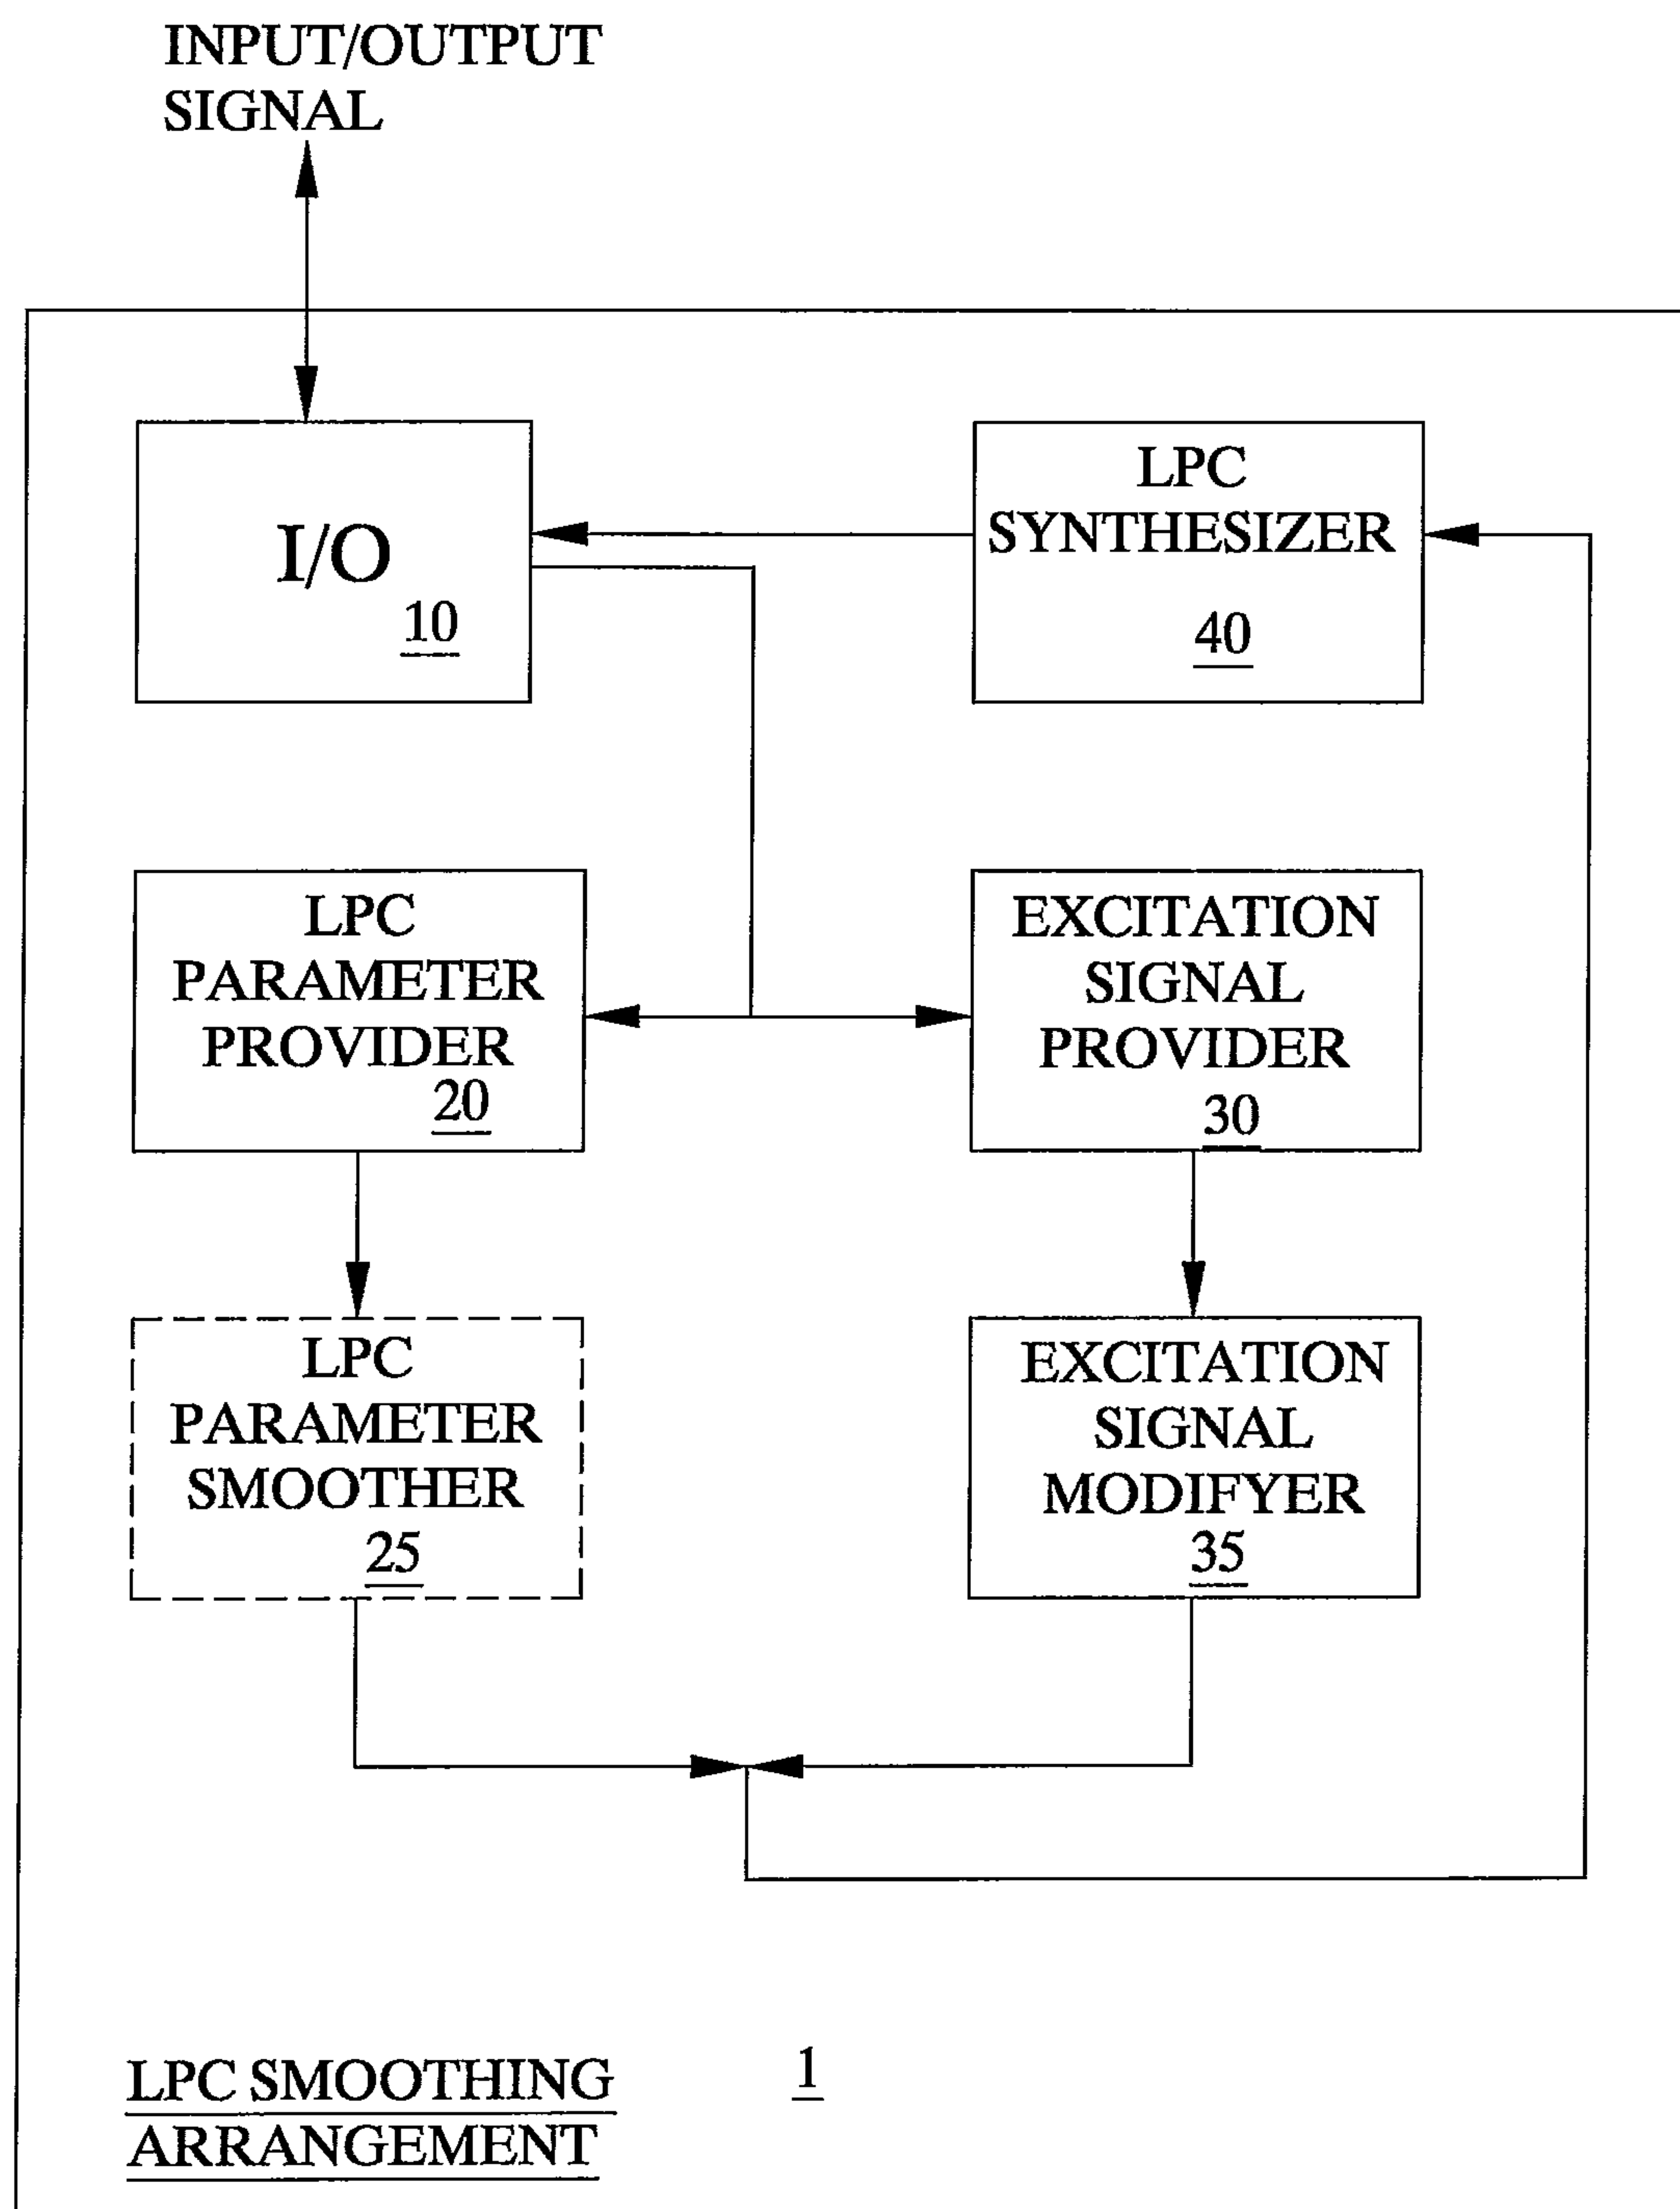 INPUT/OUTPUT
SIGNAL
I/O
10
LPC
SYNTHESIZER
40
LPC
PARAMETER
PROVIDER
20
EXCITATION
SIGNAL
PROVIDER
30
LPC
PARAMETER
SMOOTHER
25
EXCITATION
SIGNAL
MODIFYER
35
LPC SMOOTHING
ARRANGEMENT
1